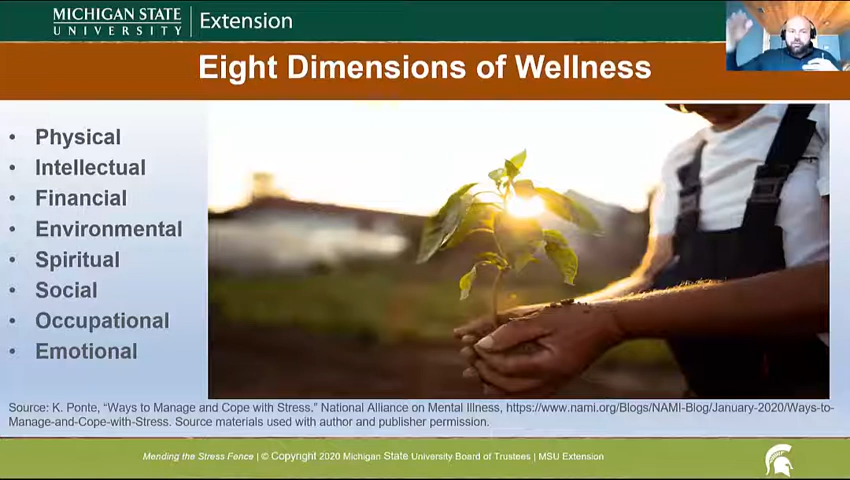 MICHIGAN STATE
UNIVERSITY
Extension
Eight Dimensions of Wellness
• Physical
• Intellectual
• Financial
• Environmental
• Spiritual
• Social
• Occupational
• Emotional
Source: K. Ponte, “Ways to Manage and Cope with Stress.” National Alliance on Mental Illness, https://www.nami.org/Blogs/NAMI-Blog/January-2020/Ways-to-
Manage-and-Cope-with-Stress. Source materials used with author and publisher permission.
Mending the Stress Fence | © Copyright 2020 Michigan State University Board of Trustees | MSU Extension